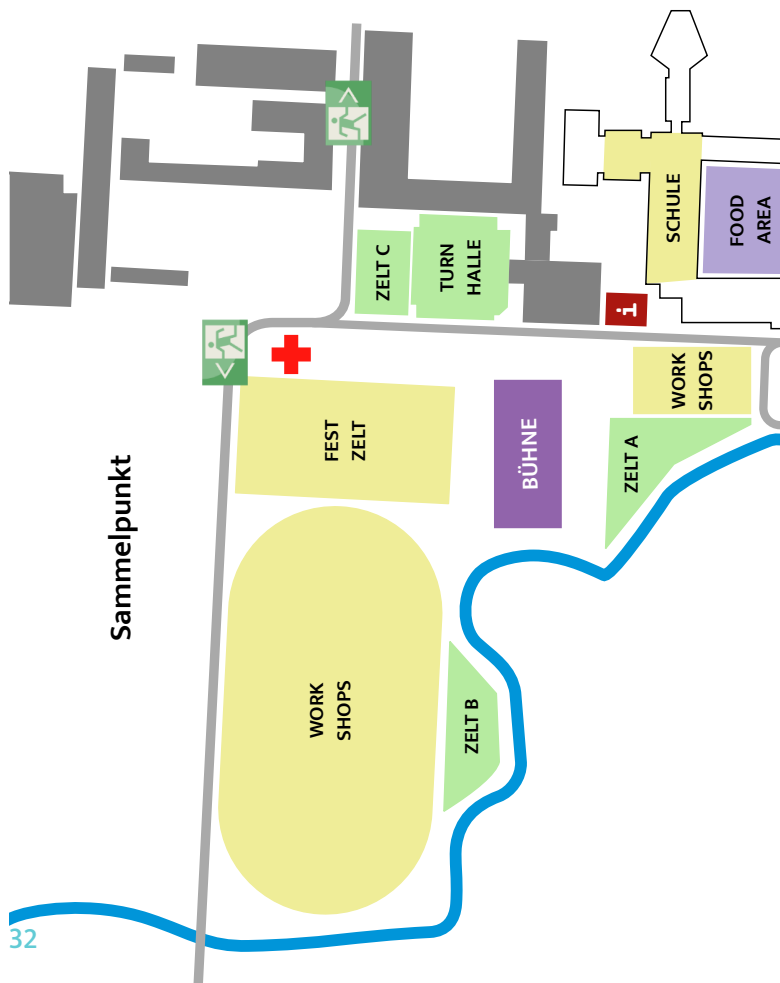 SCHULE
FOOD
AREA
ZELT C
TURN
HALLE
i
WORK
SHOPS
FEST
ZELT
BÜHNE
ZELT A
Sammelpunkt
WORK
SHOPS
ZELT B
32